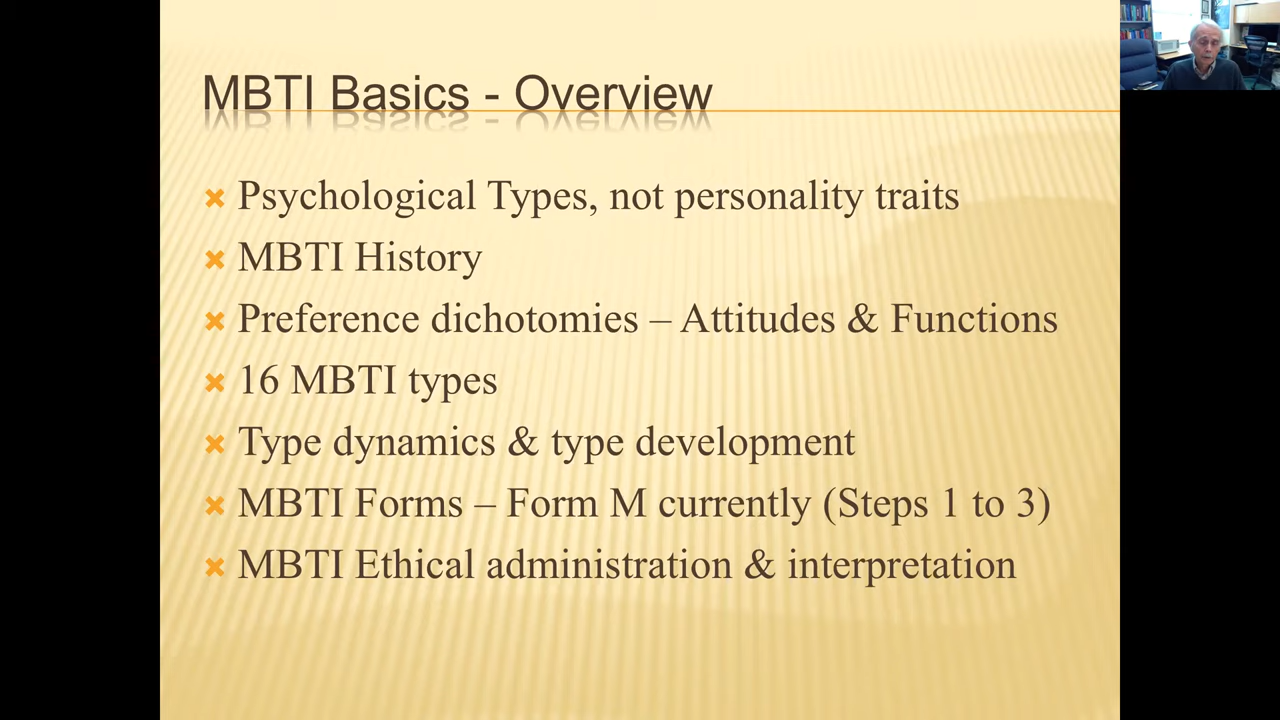 MBTI Basics - Overview
Psychological Types, not personality traits
MBTI History
Preference dichotomies – Attitudes & Functions
16 MBTI types
Type dynamics & type development
MBTI Forms – Form M currently (Steps 1 to 3)
MBTI Ethical administration & interpretation